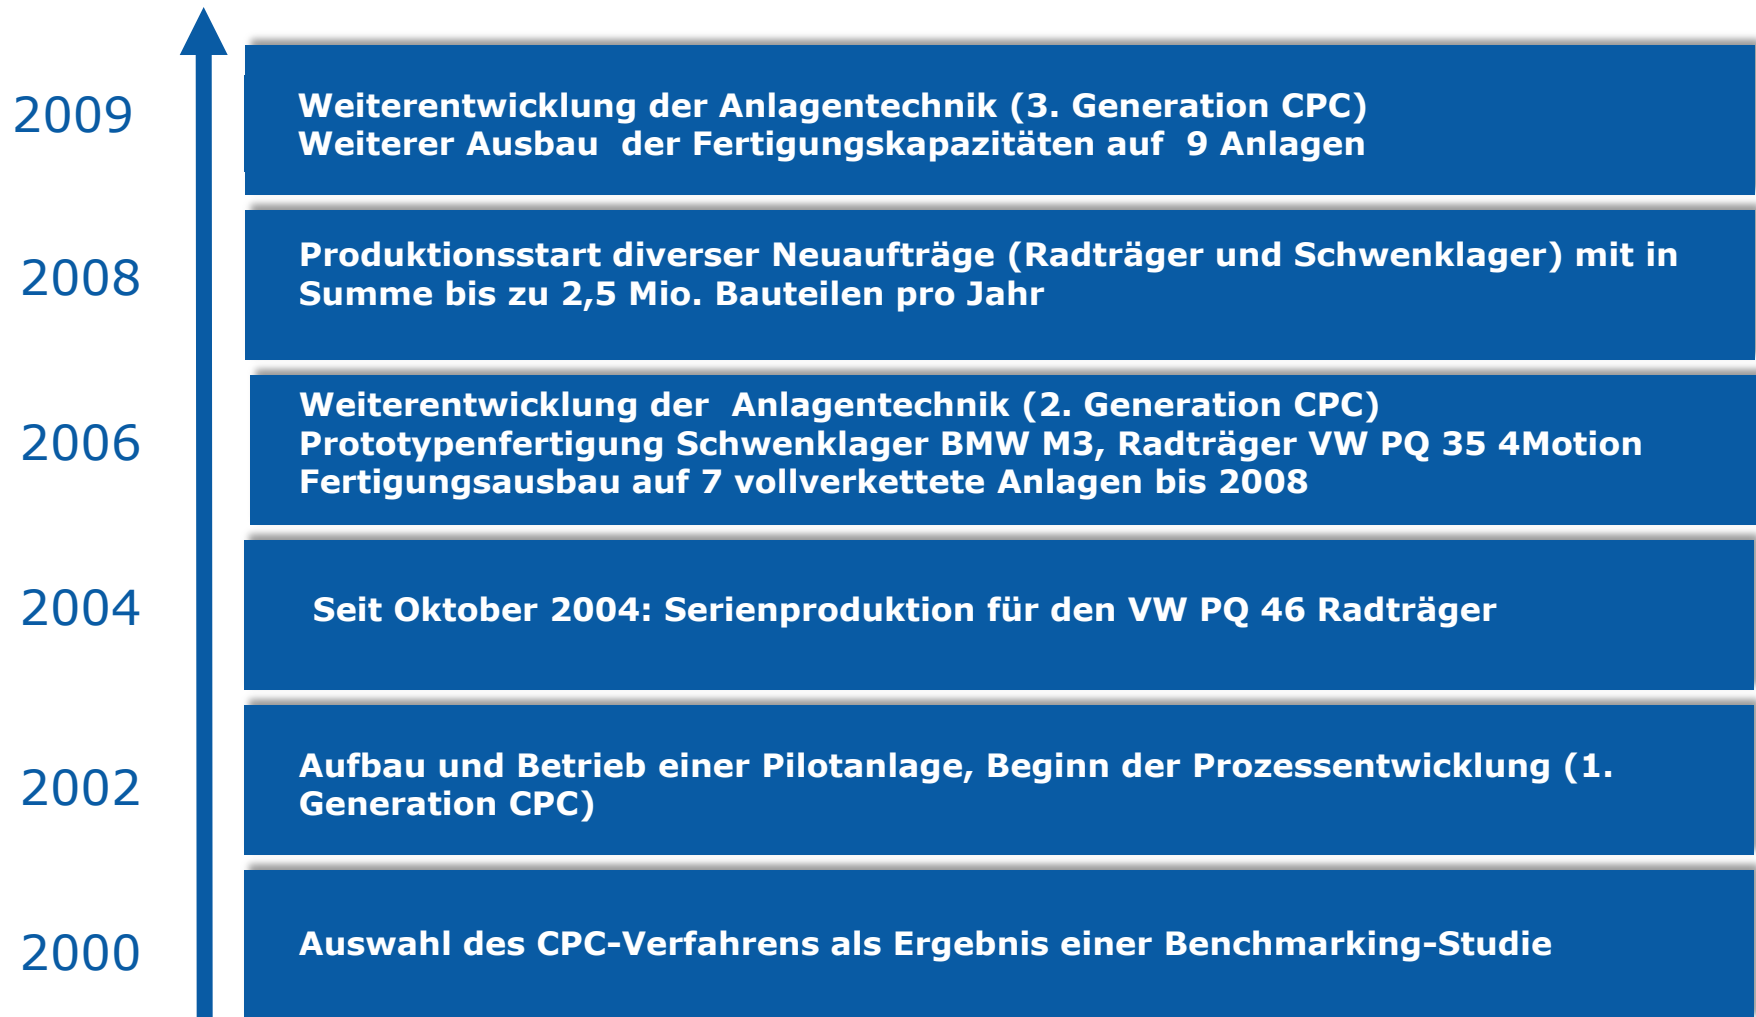 2009
Weiterentwicklung der Anlagentechnik (3. Generation CPC)
Weiterer Ausbau  der Fertigungskapazitäten auf  9 Anlagen
2008
Produktionsstart diverser Neuaufträge (Radträger und Schwenklager) mit in
Summe bis zu 2,5 Mio. Bauteilen pro Jahr
2006
Weiterentwicklung der  Anlagentechnik (2. Generation CPC)
Prototypenfertigung Schwenklager BMW M3, Radträger VW PQ 35 4Motion
Fertigungsausbau auf 7 vollverkettete Anlagen bis 2008
2004
Seit Oktober 2004: Serienproduktion für den VW PQ 46 Radträger
2002
Aufbau und Betrieb einer Pilotanlage, Beginn der Prozessentwicklung (1.
Generation CPC)
2000
Auswahl des CPC-Verfahrens als Ergebnis einer Benchmarking-Studie